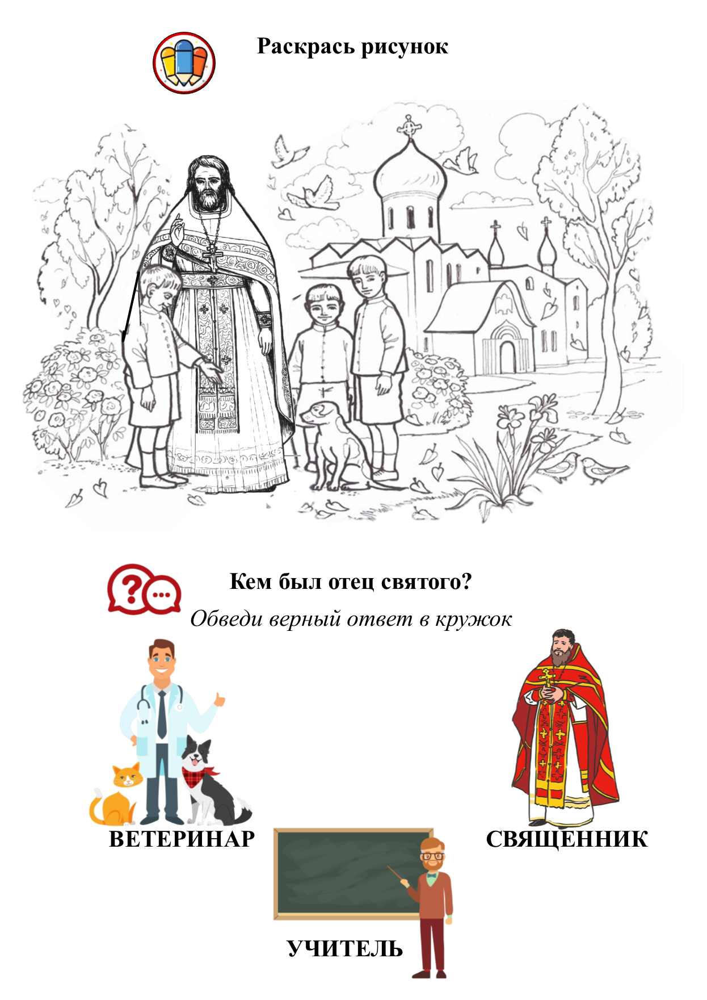 Раскрась рисунок
Кем был отец святого?
Обведи верный ответ в кружок
ВЕТЕРИНАР
СВЯЩЕННИК
УЧИТЕЛЬ